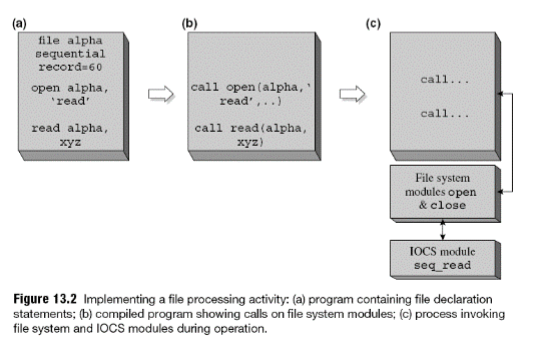 (a)
file alpha
sequential
record=60
open alpha,
‘read’
read alpha,
xyz
(b)
call open(alpha,‘
read’,..)
call read(alpha,
xyz)
(c)
call...
call...
File system
modules open
& close
IOCS module
seq_read
Figure 13.2 Implementing a file processing activity: (a) program containing file declaration
statements; (b) compiled program showing calls on file system modules; (c) process invoking
file system and IOCS modules during operation.